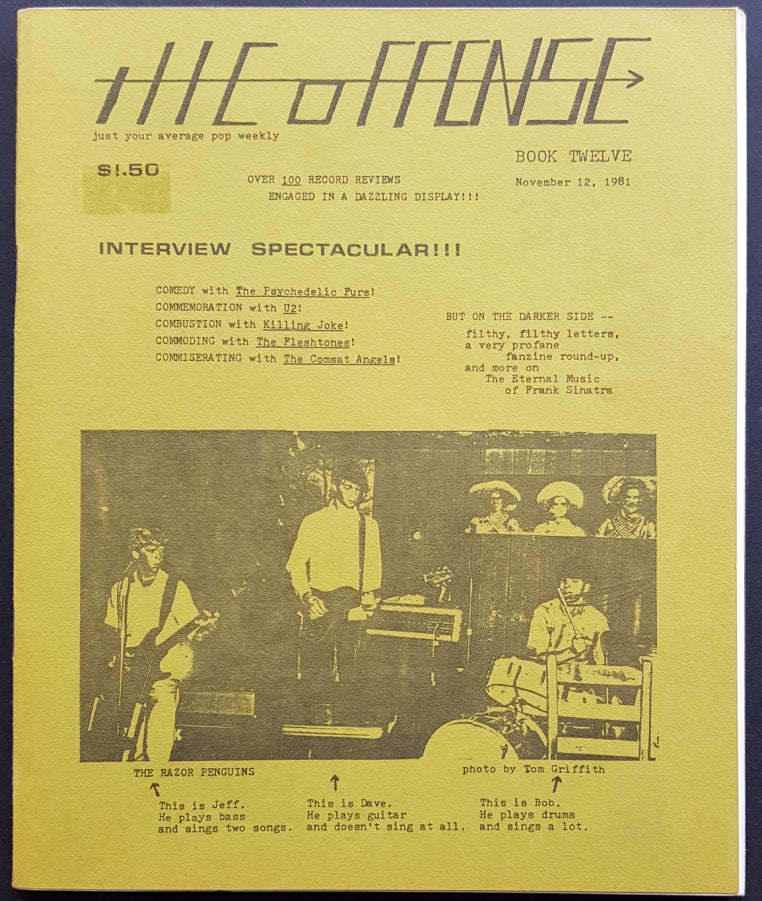 THE OFFENSE
just your average pop weekly
$1.50
BOOK TWELVE
November 12, 1981
OVER 100 RECORD REVIEWS
ENGAGED IN A DAZZLING DISPLAY!!!
INTERVIEW SPECTACULAR!!!
COMEDY with The Psychedelic Furs!
COMMEMORATION with U2!
COMBUSTION with Killing Joke!
COMMODING with The Fleshtones!
COMMISERATING with The Comsat Angels!
BUT ON THE DARKER SIDE --
filthy, filthy letters,
a very profane
fanzine round-up,
and more on
The Eternal Music
of Frank Sinatra
THE RAZOR PENGUINS
photo by Tom Griffith
This is Jeff.
He plays bass
and sings two songs.
This is Dave.
He plays guitar
and doesn't sing at all.
This is Bob.
He plays drums
and sings a lot.